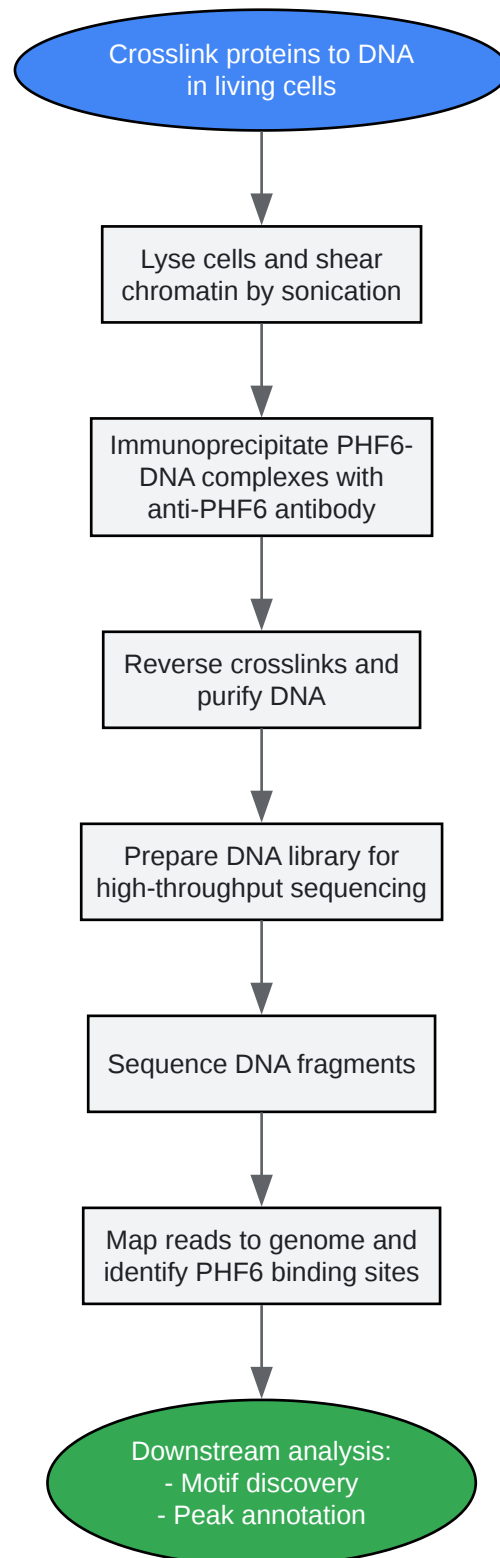 Crosslink proteins to DNA
in living cells
Lyse cells and shear
chromatin by sonication
Immunoprecipitate PHF6-
DNA complexes with
anti-PHF6 antibody
Reverse crosslinks and
purify DNA
Prepare DNA library for
high-throughput sequencing
Sequence DNA fragments
Map reads to genome and
identify PHF6 binding sites
Downstream analysis:
- Motif discovery
- Peak annotation